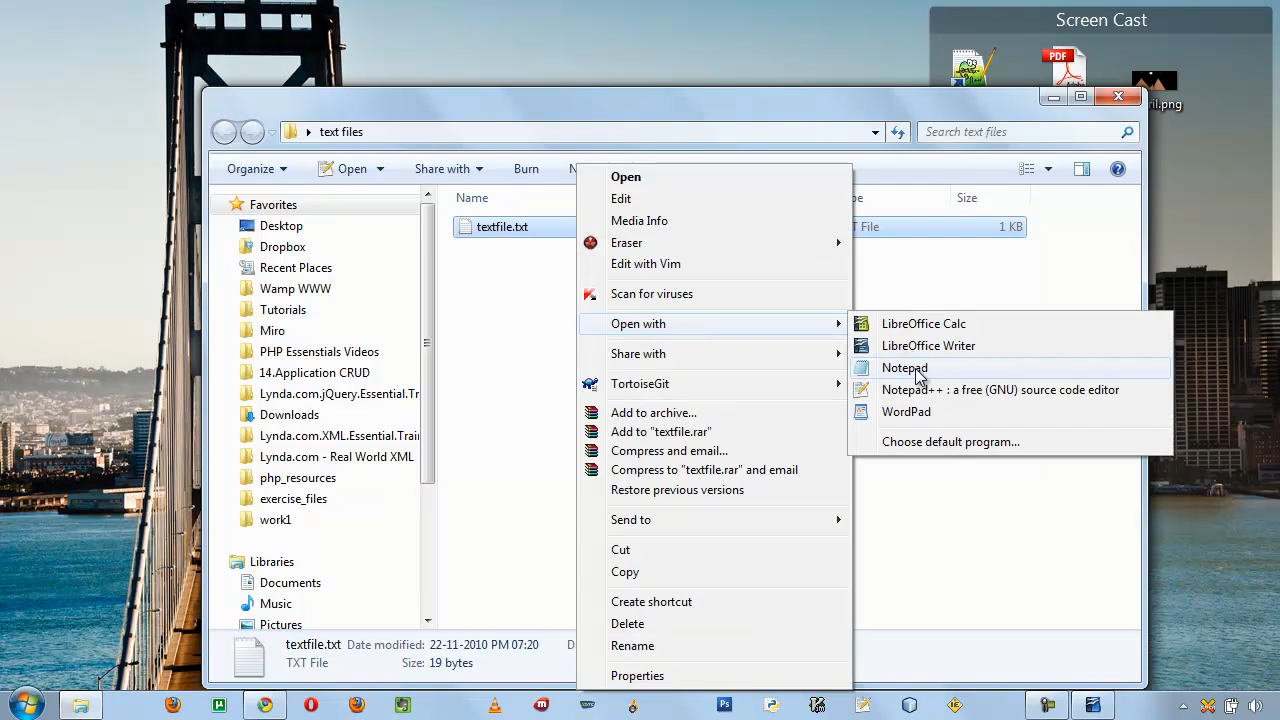 Screen Cast
PDF
ril.png
text files
Search text files
Organize
Open
Share with
Burn
N
Favorites
Desktop
Dropbox
Recent Places
Wamp WWW
Tutorials
Miro
PHP Essenstials Videos
14.Application CRUD
Lynda.com.jQuery.Essential.Tr
Downloads
Lynda.com.XML.Essential.Train
Lynda.com - Real World XML
php_resources
exercise_files
work1
Libraries
Documents
Music
Pictures
Name
pe
Size
textfile.txt
T File
1 KB
Open
Edit
Media Info
Eraser
Edit with Vim
Scan for viruses
Open with
Share with
TortoiseGit
Add to archive...
Add to "textfile.rar"
Compress and email...
Compress to "textfile.rar" and email
Restore previous versions
Send to
Cut
Copy
Create shortcut
Delete
Rename
Properties
LibreOffice Calc
LibreOffice Writer
Notepad
Notepad++ : a free (GNU) source code editor
WordPad
Choose default program...
textfile.txt Date modified: 22-11-2010 PM 07:20 D
TXT File Size: 19 bytes